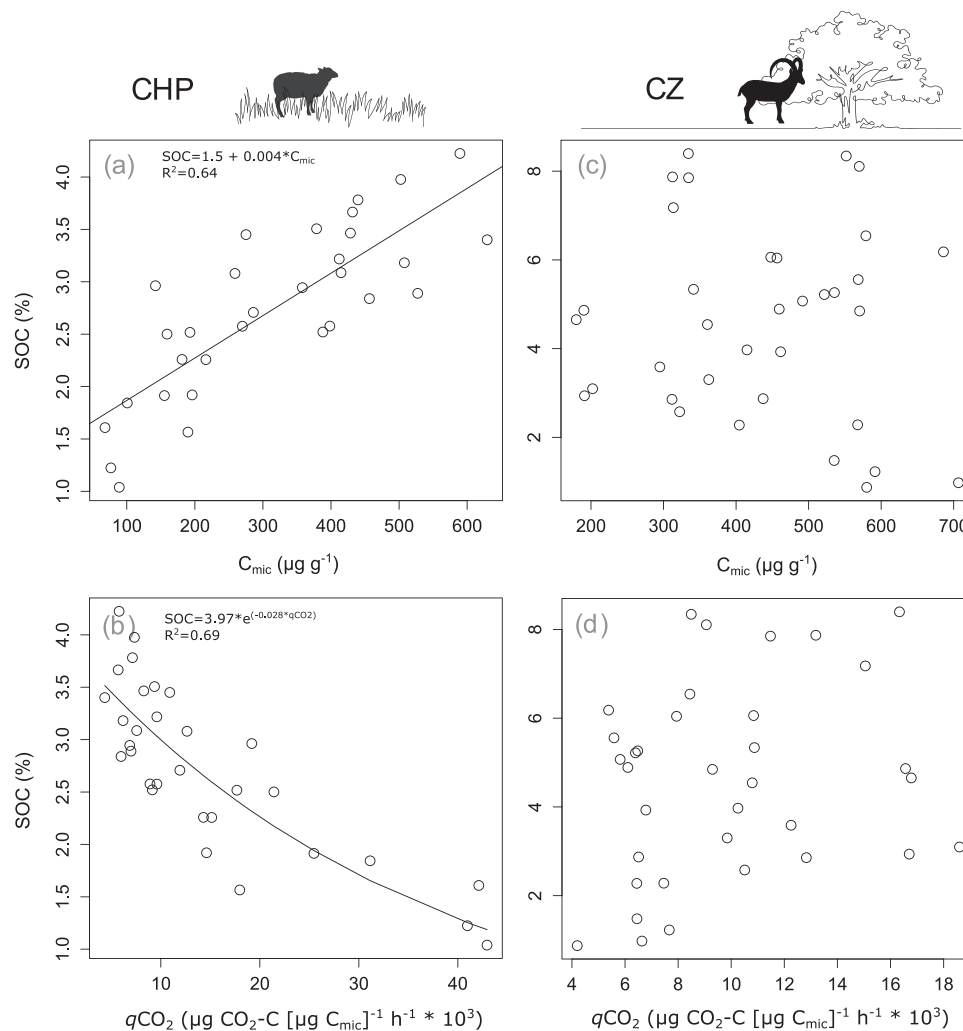 CHP
CZ
(a)
SOC=1.5 + 0.004*Cmic
R²=0.64
SOC (%)
4.0
3.5
3.0
2.5
2.0
1.5
1.0
100 200 300 400 500 600
Cmic (µg g⁻¹)
(c)
8
6
4
2
200 300 400 500 600 700
Cmic (µg g⁻¹)
(b)
SOC=3.97*e(-0.028*qCO2)
R²=0.69
SOC (%)
4.0
3.5
3.0
2.5
2.0
1.5
1.0
10 20 30 40
qCO₂ (µg CO₂-C [µg Cmic]⁻¹ h⁻¹ * 10³)
(d)
8
6
4
2
4 6 8 10 12 14 16 18
qCO₂ (µg CO₂-C [µg Cmic]⁻¹ h⁻¹ * 10³)